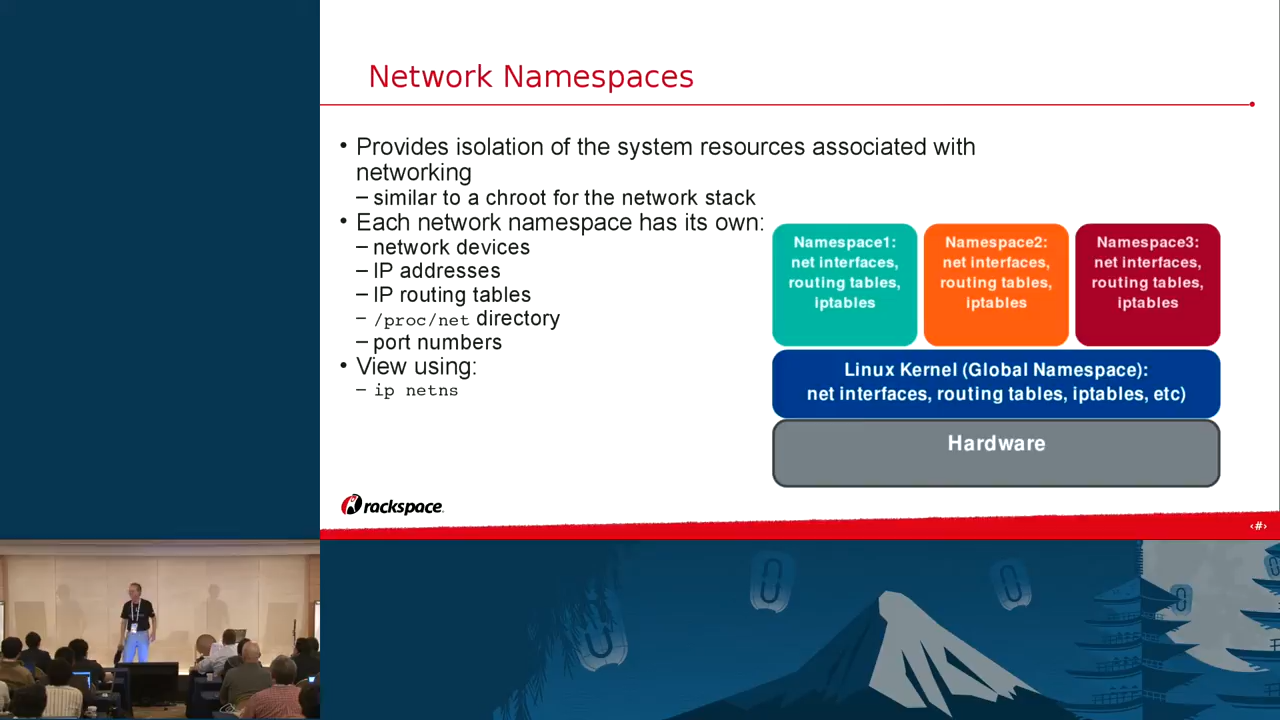 Network Namespaces
• Provides isolation of the system resources associated with
networking
– similar to a chroot for the network stack
• Each network namespace has its own:
– network devices
– IP addresses
– IP routing tables
– /proc/net directory
– port numbers
• View using:
– ip netns
Namespace1:
net interfaces,
routing tables,
iptables
Namespace2:
net interfaces,
routing tables,
iptables
Namespace3:
net interfaces,
routing tables,
iptables
Linux Kernel (Global Namespace):
net interfaces, routing tables, iptables, etc)
Hardware
rackspace.
‹#›